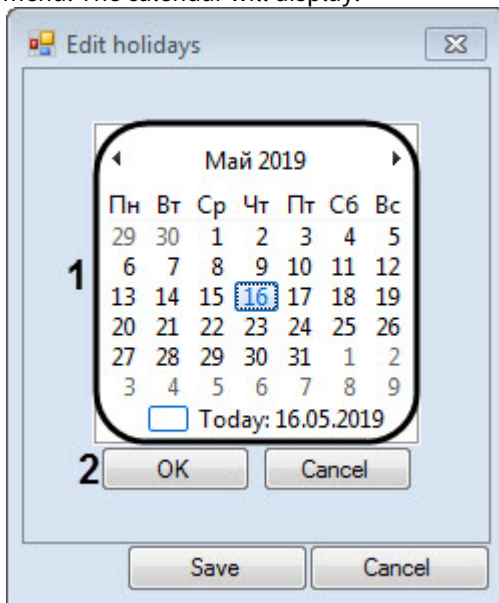 menu. The calendar will display.
Edit holidays
Май 2019
Пн Вт Ср Чт Пт Сб Вс
29 30 1 2 3 4 5
1 6 7 8 9 10 11 12
13 14 15 16 17 18 19
20 21 22 23 24 25 26
27 28 29 30 31 1 2
3 4 5 6 7 8 9
Today: 16.05.2019
2 OK Cancel
Save Cancel